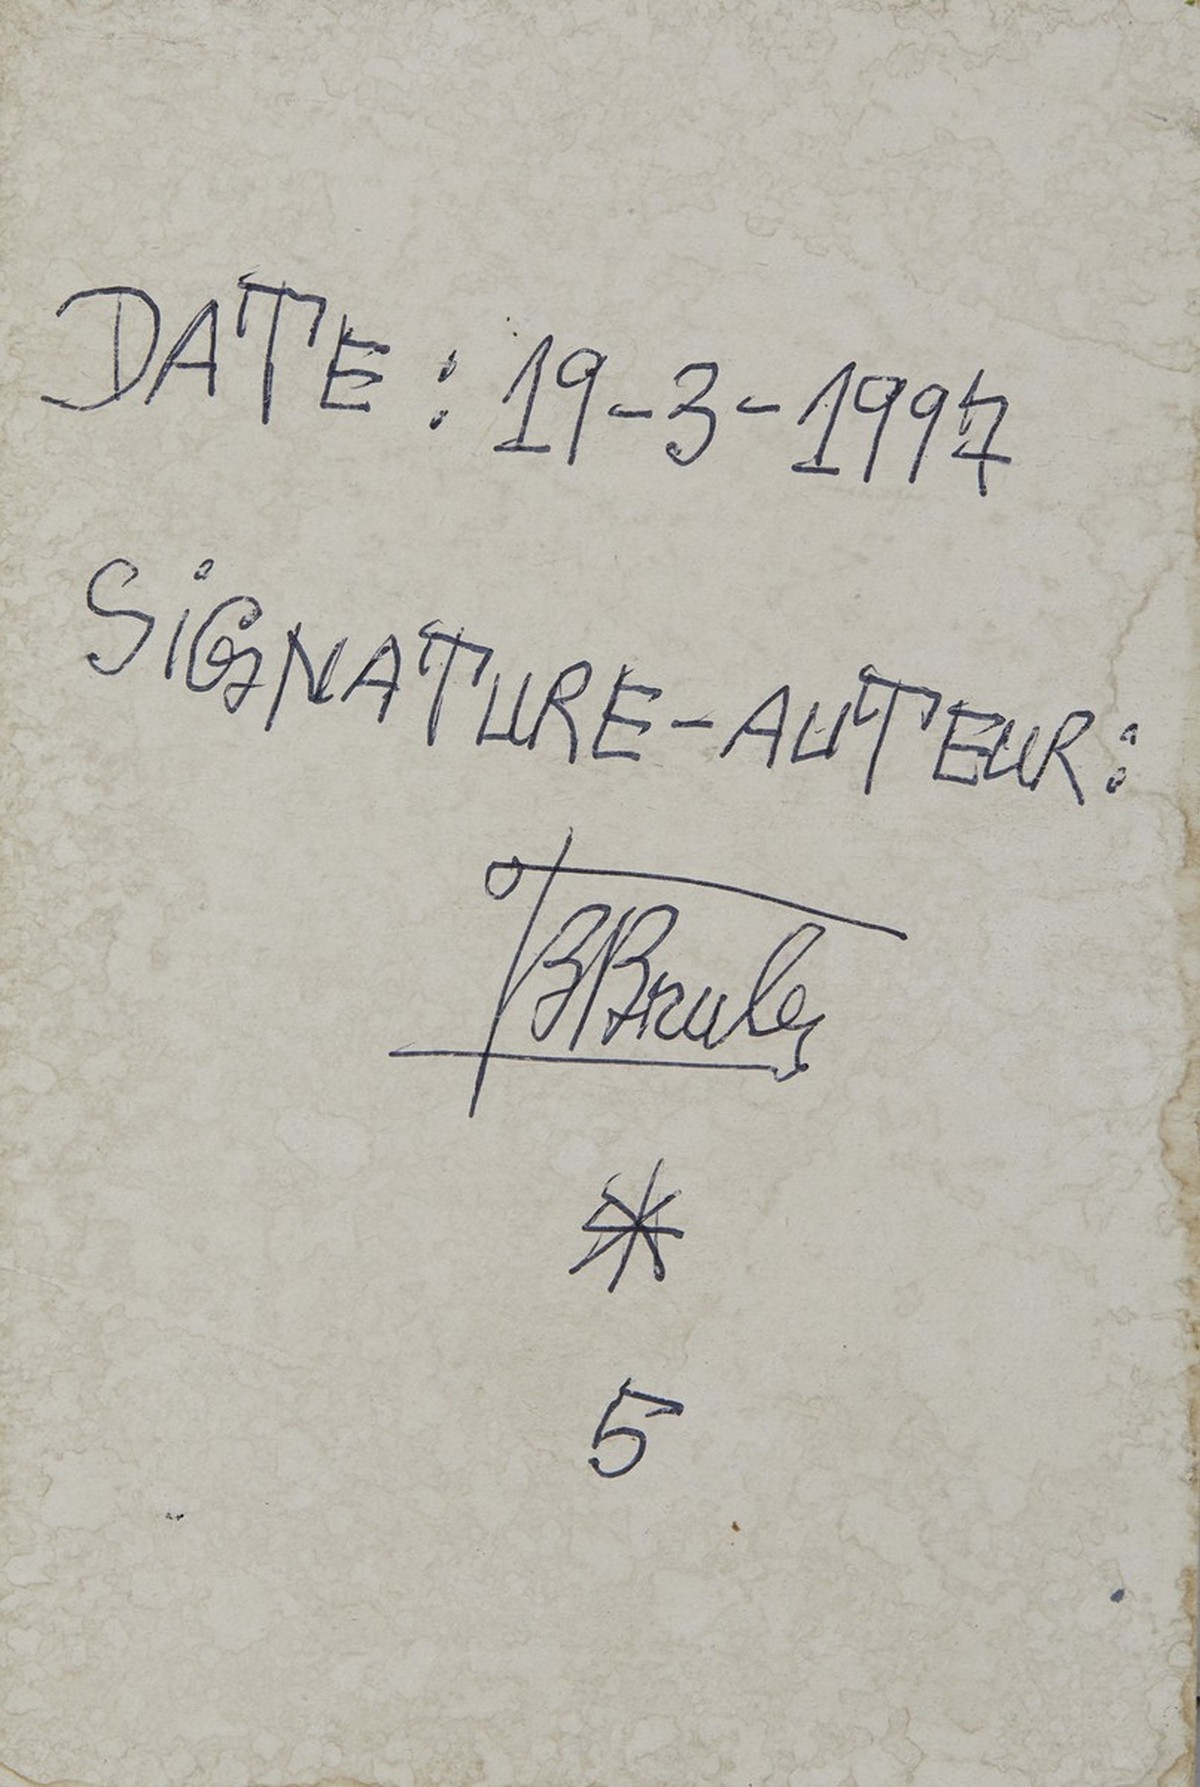 DATE : 19-3-1997
SiGNATURE-AUTEUR:
*
5